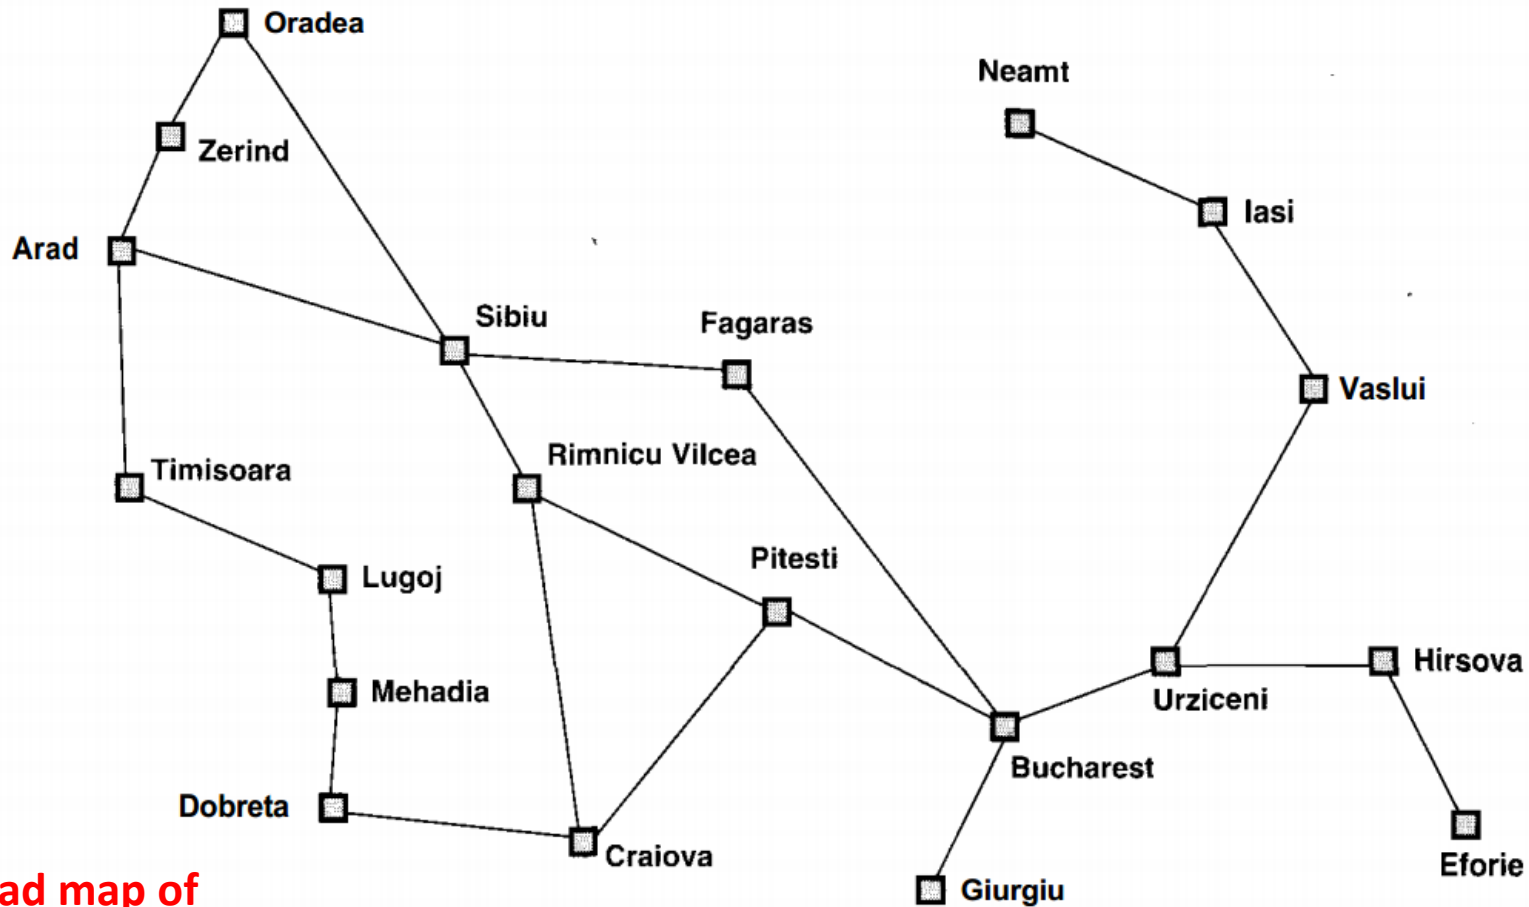 Oradea
Neamt
Zerind
Iasi
Arad
Sibiu
Fagaras
Vaslui
Rimnicu Vilcea
Timisoara
Pitesti
Lugoj
Hirsova
Mehadia
Urziceni
Bucharest
Dobreta
Craiova
Eforie
Giurgiu
map of